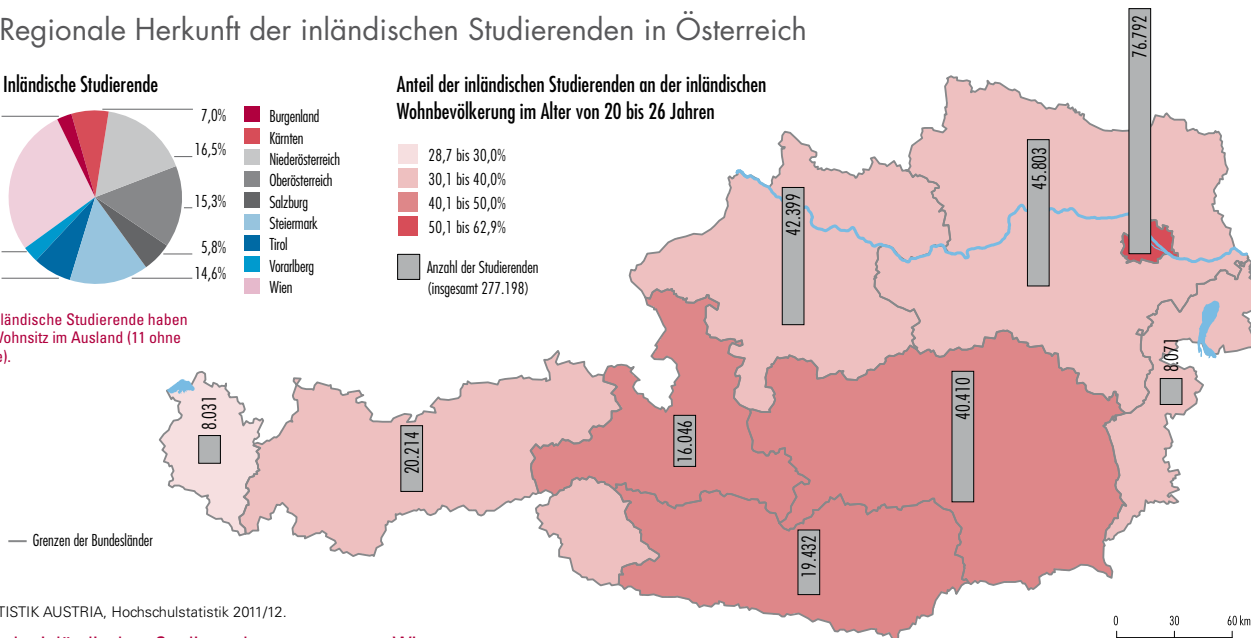 Regionale Herkunft der inländischen Studierenden in Österreich
Inländische Studierende
7,0%
16,5%
15,3%
5,8%
14,6%
Burgenland
Kärnten
Niederösterreich
Oberösterreich
Salzburg
Steiermark
Tirol
Vorarlberg
Wien
ländische Studierende haben
Wohnsitz im Ausland (11 ohne
e).
Anteil der inländischen Studierenden an der inländischen
Wohnbevölkerung im Alter von 20 bis 26 Jahren
28,7 bis 30,0%
30,1 bis 40,0%
40,1 bis 50,0%
50,1 bis 62,9%
Anzahl der Studierenden
(insgesamt 277.198)
76.792
45.803
42.399
8.071
40.410
16.046
8.031
20.214
19.432
Grenzen der Bundesländer
TISTIK AUSTRIA, Hochschulstatistik 2011/12.
0 30 60 km